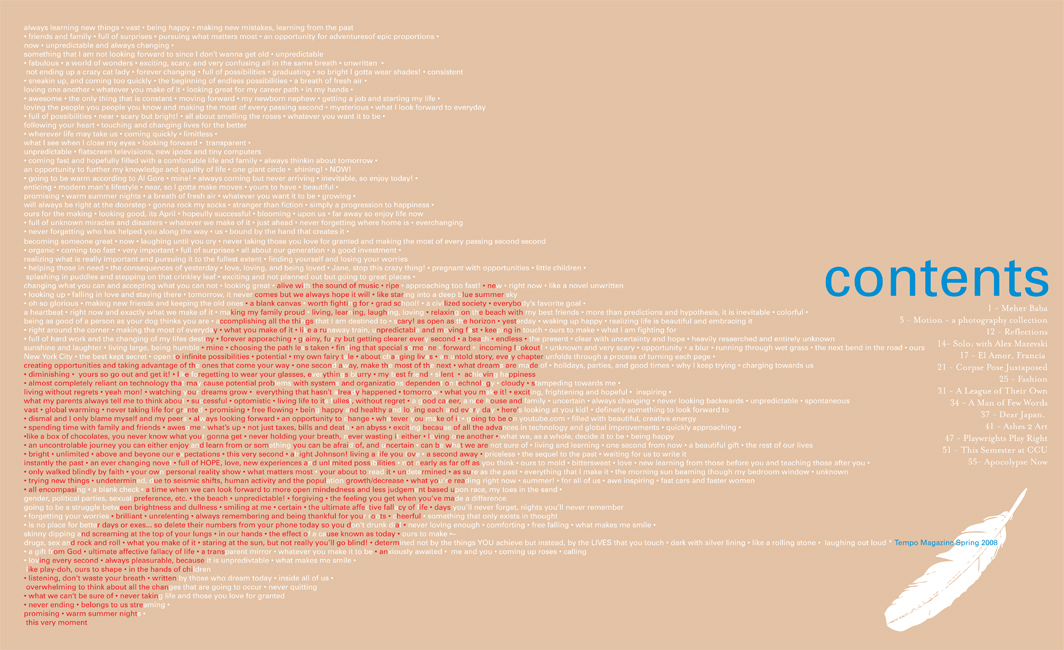 always learning new things • vast • being happy • making new mistakes, learning from the past
• friends and family • full of surprises • pursuing what matters most • an opportunity for adventuresof epic proportions •
now • unpredictable and always changing •
something that I am not looking forward to since I don't wanna get old • unpredictable
• fabulous • a world of wonders • exciting, scary, and very confusing all in the same breath • unwritten •
not ending up a crazy cat lady • forever changing • full of possibilities • graduating • so bright I gotta wear shades! • consistent
• sneakin up, and coming too quickly • the beginning of endless possibilities • a breath of fresh air •
loving one another • whatever you make of it • looking great for my career path • in my hands •
• awesome • the only thing that is constant • moving forward • my newborn nephew • getting a job and starting my life •
loving the people you people you know and making the most of every passing second • mysterious • what I look forward to everyday
• full of possibilities • near • scary but bright! • all about smelling the roses • whatever you want it to be •
following your heart • touching and changing lives for the better
• wherever life may take us • coming quickly • limitless •
what I see when I close my eyes • looking forward • transparent •
unpredictable • flatscreen televisions, new ipods and tiny computers
• coming fast and hopefully filled with a comfortable life and family • always thinkin about tomorrow •
an opportunity to further my knowledge and quality of life • one giant circle • shining! • NOW!
• going to be warm according to Al Gore • mine! • always coming but never arriving • inevitable, so enjoy today! •
enticing • modern man's lifestyle • near, so I gotta make moves • yours to have • beautiful •
promising • warm summer nights • a breath of fresh air • whatever you want it to be • growing •
will always be right at the doorstep • gonna rock my socks • stranger than fiction • simply a progression to happiness •
ours for the making • looking good, its April • hopeully successful • blooming • upon us • far away so enjoy life now
• full of unknown miracles and disasters • whatever we make of it • just ahead • never forgetting where home is • everchanging
• never forgetting who has helped you along the way • us • bound by the hand that creates it •
becoming someone great • now • laughing until you cry • never taking those you love for granted and making the most of every passing second second
• organic • coming too fast • very important • full of surprises • all about our generation • a good investment •
realizing what is really important and pursuing it to the fullest extent • finding yourself and losing your worries
• helping those in need • the consequences of yesterday • love, loving, and being loved • Jane, stop this crazy thing! • pregnant with opportunities • little children •
splashing in puddles and stepping on that crinkley leaf • exciting and not planned out but going to great places •
changing what you can and accepting what you can not • looking great • alive with the sound of music • ripe • approaching too fast! • new • right now • like a novel unwritten
• looking up • falling in love and staying there • tomorrow, it never comes but we always hope it will • like staring into a deep blue summer sky
• oh so glorious • making new friends and keeping the old ones • a blank canvas • worth fighting for • grad school! • a civilized society • everybody's favorite goal •
a heartbeat • right now and exactly what we make of it • making my family proud • living, learning, laughing, loving • relaxing on the beach with my best friends • more than predictions and hypothesis, it is inevitable • colorful •
being as good of a person as your dog thinks you are • accomplishing all the things that I am destined to • scary! as open as the horizon • yesterday • waking up happy • realizing life is beautiful and embracing it
• right around the corner • making the most of everyday • what you make of it • like a runaway train, unpredictable and moving fast • keeping in touch • ours to make • what I am fighting for
• full of hard work and the changing of my lifes destiny • forever approaching • grainy, fuzzy but getting clearer every second • a beach • endless • the present • clear with uncertainty and hope • heavily researched and entirely unknown
sunshine and laughter • living large, being humble • mine • choosing the path less taken • finding that special someone • forward • incoming • Kakout • unknown and very scary • opportunity • a blur • running through wet grass • the next bend in the road • ours
New York City • the best kept secret • open to infinite possibilities • potential • my own fairy tale • about changing lives • an untold story, every chapter unfolds through a process of turning each page •
creating opportunities and taking advantage of the ones that come your way • one second away, make the most of the next • what dreams are made of • holidays, parties, and good times • why I keep trying • charging towards us
• diminishing • yours so go out and get it! • like forgetting to wear your glasses, everything is blurry • my best friend • silent • achieving happiness
• almost completely reliant on technology that may cause potential problems with systems and organizations dependent on technology • cloudy • stampeding towards me •
living without regrets • yeah mon! • watching your dreams grow • everything that hasn't already happened • tomorrow • what you make it! • exciting, frightening and hopeful • inspiring •
what my parents always tell me to think about • successful • optomistic • living life to it fullest, without regret • a good career, a nice house and family • uncertain • always changing • never looking backwards • unpredictable • spontaneous
vast • global warming • never taking life for granted • promising • free flowing • being happy and healthy and loving each and every day • here's looking at you kid! • definetly something to look forward to
• dismal and I only blame myself and my peers • always looking forward • an opportunity to change • whatever you make of it • going to be on youtube.com • filled with beautiful, creative energy
• spending time with family and friends • awesome • what's up • not just taxes, bills and death • an abyss • exciting because of all the advances in technology and global improvements • quickly approaching •
•like a box of chocolates, you never know what you gonna get • never holding your breath, never wasting it either • loving one another • what we, as a whole, decide it to be • being happy
• an uncontrolable journey you can either enjoy and learn from or something you can be afraid of, and uncertain • can believe what we are not sure of • living and learning • one second from now • a beautiful gift • the rest of our lives
• bright • unlimited • above and beyone our expectations • this very second • alright Johnson! living a life you love • a second away • priceless • the sequel to the past • waiting for us to write it
instantly the past • an ever changing nove • full of HOPE, love, new experiences and unlimited possibilities • not nearly as far off as you think • ours to mold • bittersweet • love • new learning from those before you and teaching those after you •
• only walked blindly by faith • your own personal reality show • what matters most • your about to read it • undetermined • as sure as the past • everything that I make it • the morning sun beaming though my bedroom window • unknown
• trying new things • undetermined, due to seismic shifts, human activity and the population growth/decrease • what you're reading right now • summer! • for all of us • awe inspiring • fast cars and faster women
• all encompasing • a blank check • a time when we can look forward to more open mindedness and less judgement based upon race, my toes in the sand •
gender, political parties, sexual preference, etc. • the beach • unpredictable! • forgiving • the feeling you get when you've made a difference
going to be a struggle between brightness and dullness • smiling at me • certain • the ultimate affective fallacy of life • days you'll never forget, nights you'll never remember
• forgetting your worries • brilliant • unrelenting • always remembering and being thankful for your roots • hheerful • something that only exists in thought
• is no place for better days or exes... so delete their numbers from your phone today so you don't drunk dial • never loving enough • comforting • free falling • what makes me smile •
skinny dipping and screaming at the top of your lungs • in our hands • the effect of a cause known as today • ours to make •-
drugs, sex and rock and roll • what you make of it • staring at the sun, but not really you'll go blind! • determined not by the things YOU achieve but instead, by the LIVES that you touch • dark with silver lining • like a rolling stone • laughing out loud * Tempo Magazine Spring 2008
• a gift from God • ultimate affective fallacy of life • a transparent mirror • whatever you make it to be • anxiously awaited • me and you • coming up roses • calling
• loving every second • always pleasurable, because it is unpredictable • what makes me smile •
like play-doh, ours to shape • in the hands of children
• listening, don't waste your breath • written by those who dream today • inside all of us •
overwhelming to think about all the changes that are going to occur • never quitting
• what we can't be sure of • never taking life and those you love for granted
• never ending • belongs to us streaming •
promising • warm summer nights •
this very moment
contents
1 - Meher Baba
5 - Motion - a photography collection
12 - Reflections
14- Solo: with Alex Mazevski
17 - El Amor, Francia
21 - Corpse Pose Juxtaposed
25 - Fashion
31 - A League of Their Own
34 - A Man of Few Words
37 - Dear Japan,
41 - Ashes 2 Art
47 - Playwrights Play Right
51 - This Semester at CCU
55- Apocalypse Now